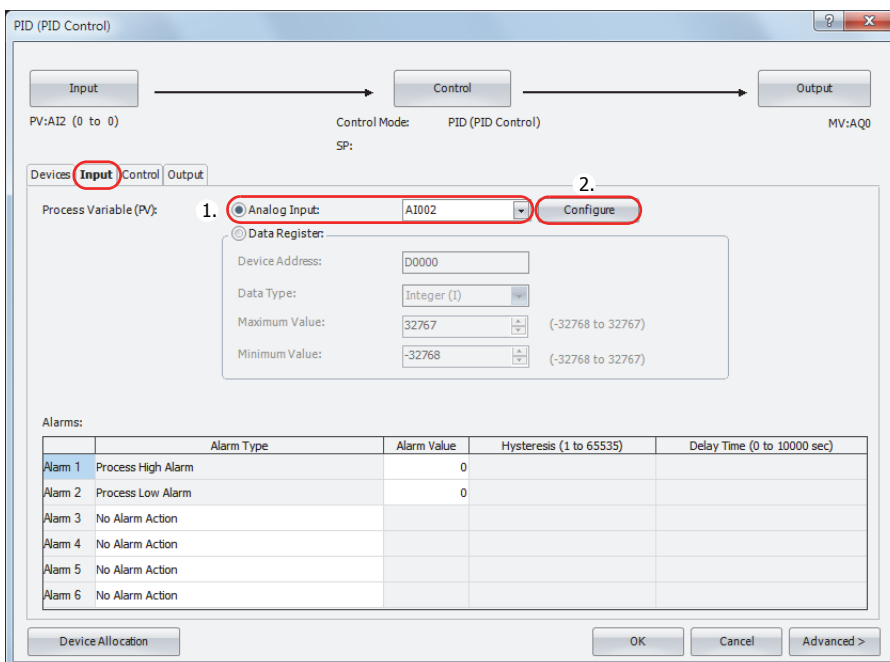 PID (PID Control)
? X
Input Control Output
PV:AI2 (0 to 0) Control Mode: PID (PID Control) MV:AQ0
SP:
Devices Input Control Output
2.
Process Variable (PV): 1. Analog Input: AI002 Configure
Data Register:
Device Address: D0000
Data Type: Integer (I)
Maximum Value: 32767 (-32768 to 32767)
Minimum Value: -32768 (-32768 to 32767)
Alarms:
Alarm Type Alarm Value Hysteresis (1 to 65535) Delay Time (0 to 10000 sec)
Alarm 1 Process High Alarm 0
Alarm 2 Process Low Alarm 0
Alarm 3 No Alarm Action
Alarm 4 No Alarm Action
Alarm 5 No Alarm Action
Alarm 6 No Alarm Action
Device Allocation OK Cancel Advanced >